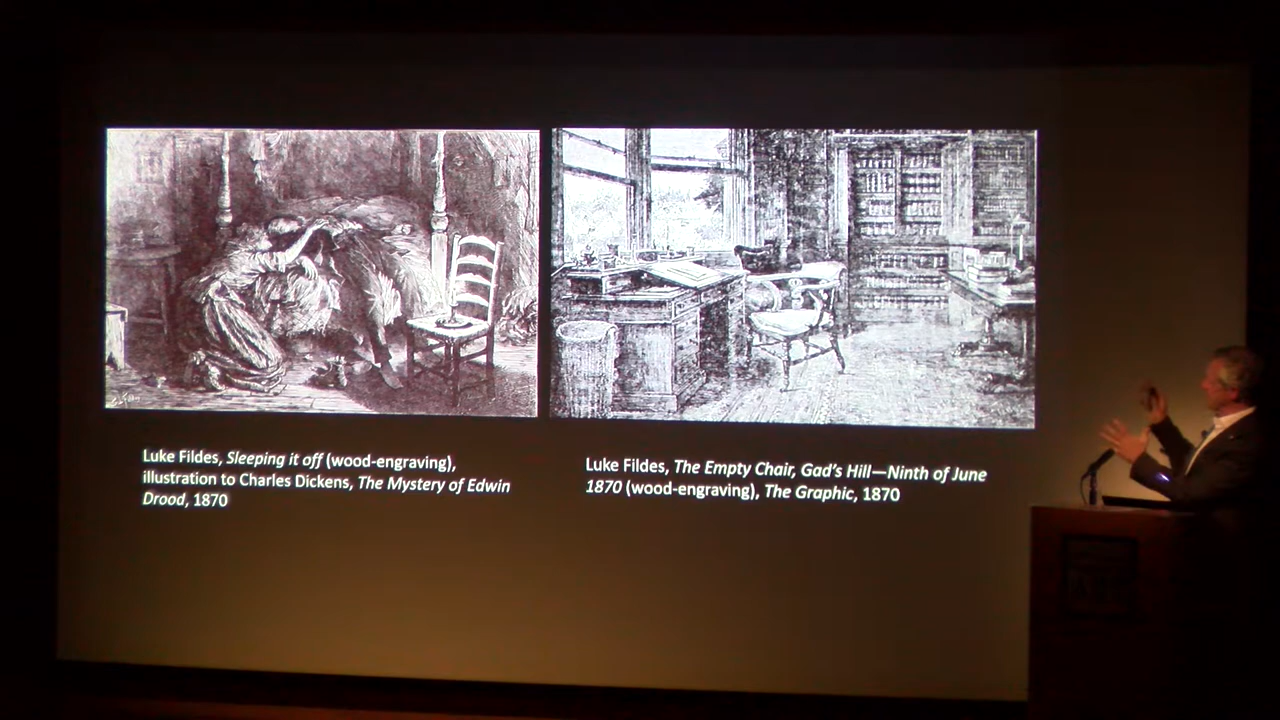 Luke Fildes, Sleeping it off (wood-engraving),
illustration to Charles Dickens, The Mystery of Edwin
Drood, 1870
Luke Fildes, The Empty Chair, Gad's Hill—Ninth of June
1870 (wood-engraving), The Graphic, 1870